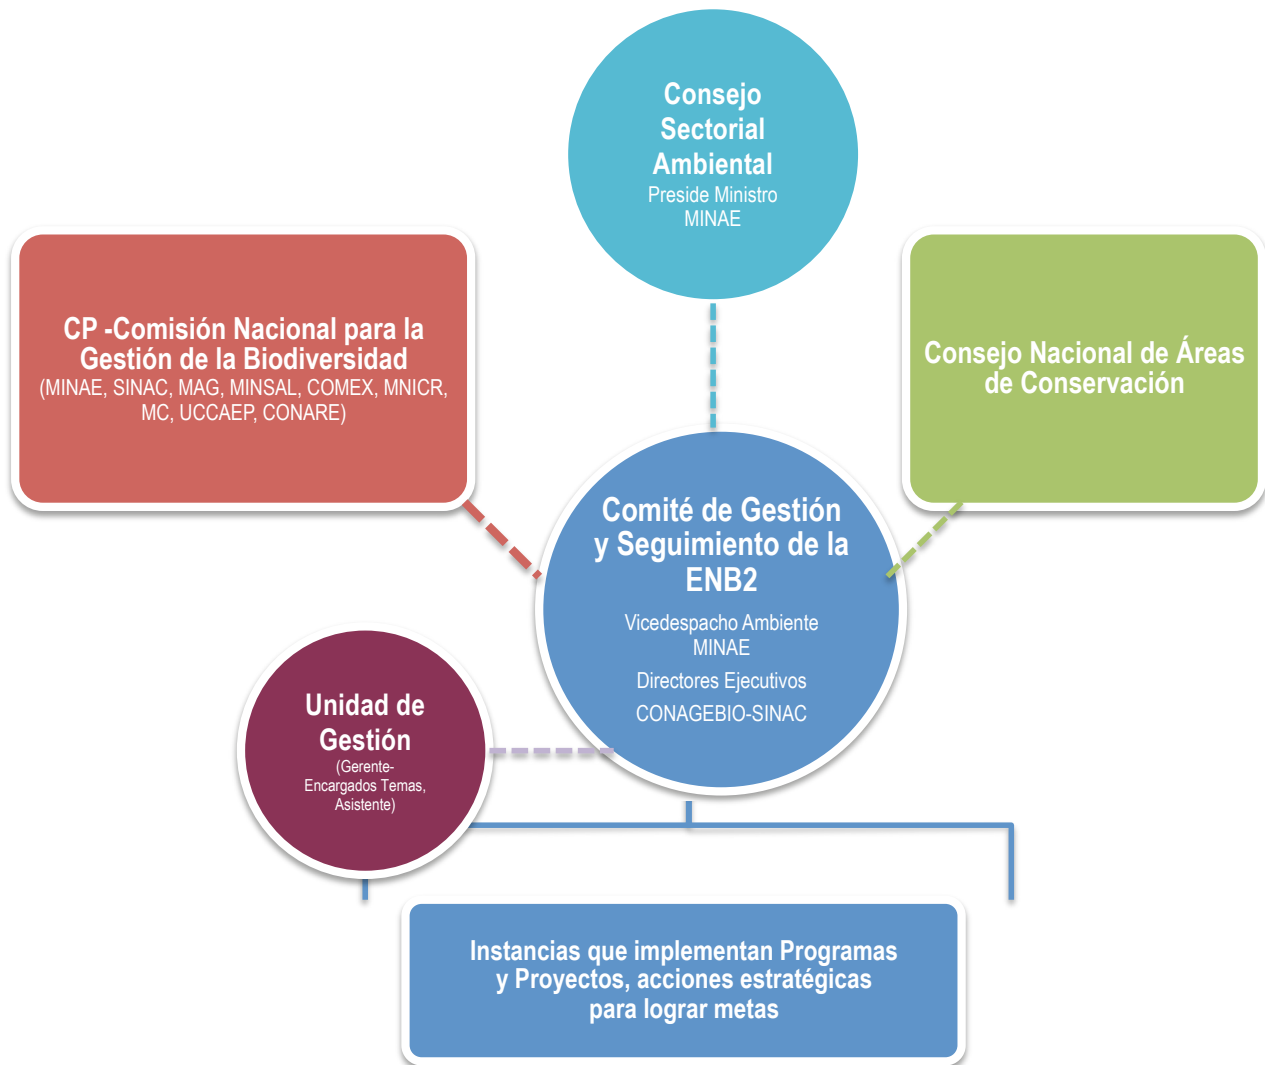 Consejo
Sectorial
Ambiental
Preside Ministro
MINAE
CP -Comisión Nacional para la
Gestión de la Biodiversidad
(MINAE, SINAC, MAG, MINSAL, COMEX, MNICR,
MC, UCCAEP, CONARE)
Consejo Nacional de Áreas
de Conservación
Comité de Gestión
y Seguimiento de la
ENB2
Vicedespacho Ambiente
MINAE
Directores Ejecutivos
CONAGEBIO-SINAC
Unidad de
Gestión
(Gerente-
Encargados Temas,
Asistente)
Instancias que implementan Programas
y Proyectos, acciones estratégicas
para lograr metas